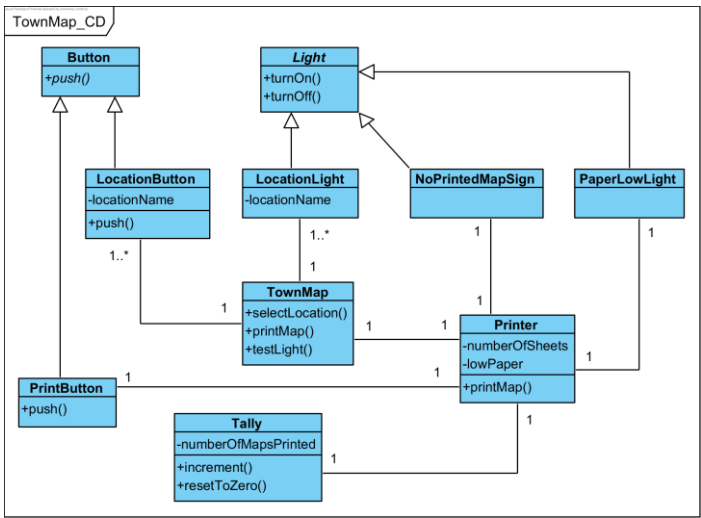 TownMap_CD
Button
+push()
Light
+turnOn()
+turnOff()
LocationButton
-locationName
+push()
LocationLight
-locationName
NoPrintedMapSign
PaperLowLight
1..*
1..*
1
1
1
1
TownMap
+selectLocation()
+printMap()
+testLight()
1
1
1
Printer
-numberOfSheets
-lowPaper
+printMap()
1
PrintButton
+push()
1
1
Tally
-numberOfMapsPrinted
+increment()
+resetToZero()
1
1